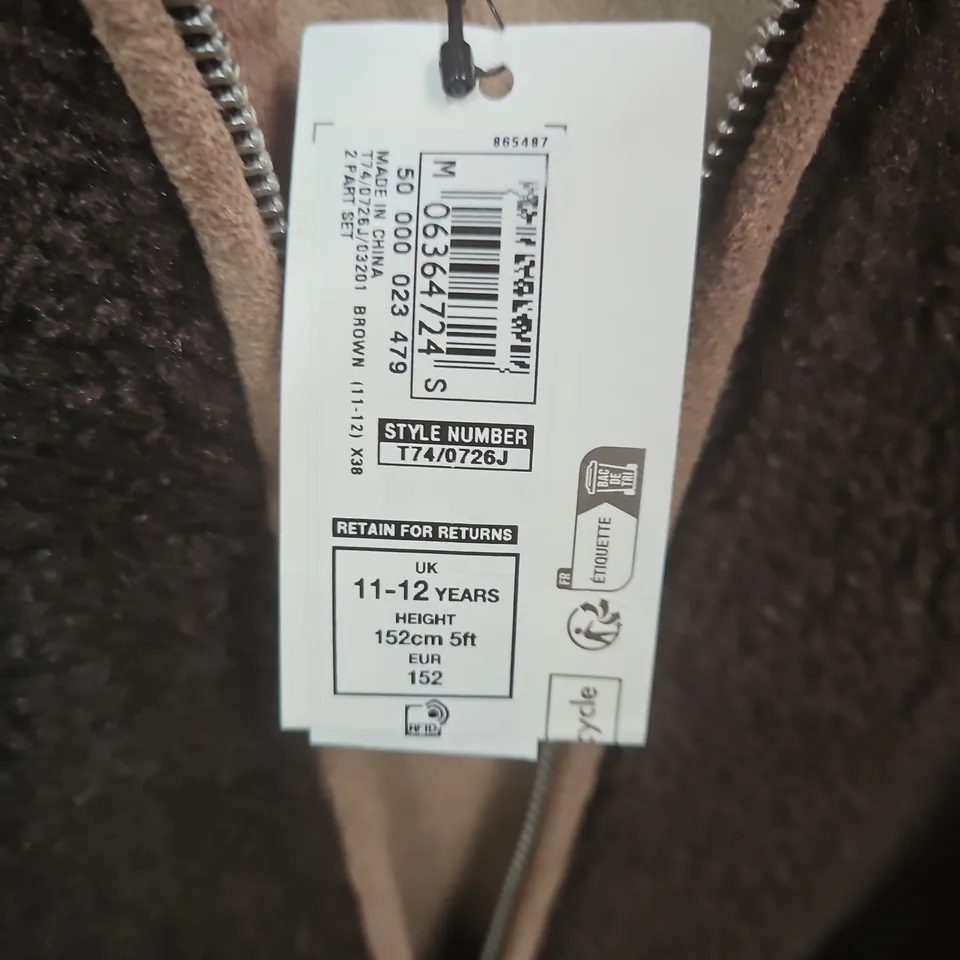 865487
M 06364724 S
50 000 023 479
MADE IN CHINA
T74/0726J/03201 BROWN (11-12) X38
2 PART SET
STYLE NUMBER
T74/0726J
RETAIN FOR RETURNS
UK
11-12 YEARS
HEIGHT
152cm 5ft
EUR
152
RFID
BAC
DE
TRI
FR
ÉTIQUETTE
cycle